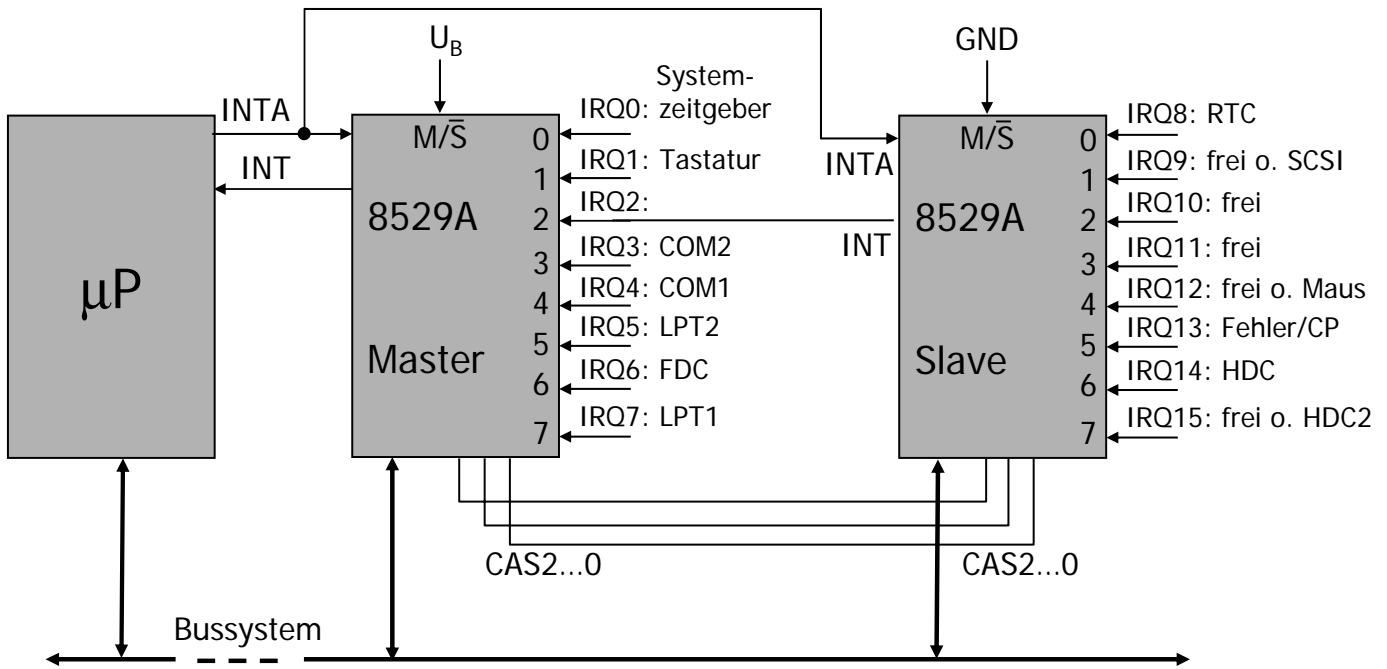 U_B
GND
INTA
INT
µP
M/S̅
8529A
Master
0
1
2
3
4
5
6
7
System-
IRQ0: zeitgeber
IRQ1: Tastatur
IRQ2:
IRQ3: COM2
IRQ4: COM1
IRQ5: LPT2
IRQ6: FDC
IRQ7: LPT1
INTA
INT
M/S̅
8529A
Slave
0
1
2
3
4
5
6
7
IRQ8: RTC
IRQ9: frei o. SCSI
IRQ10: frei
IRQ11: frei
IRQ12: frei o. Maus
IRQ13: Fehler/CP
IRQ14: HDC
IRQ15: frei o. HDC2
CAS2...0
CAS2...0
Bussystem